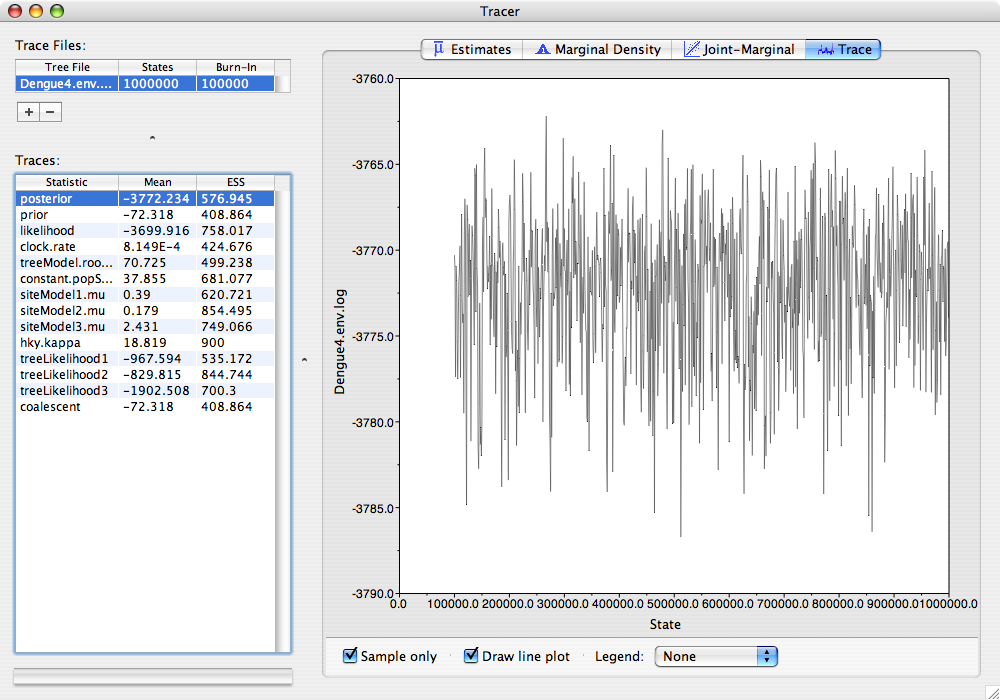 Tracer
Trace Files:
Tree File States Burn-In
Dengue4.env.... 1000000 100000
+ −
Traces:
Statistic Mean ESS
posterior -3772.234 576.945
prior -72.318 408.864
likelihood -3699.916 758.017
clock.rate 8.149E-4 424.676
treeModel.roo... 70.725 499.238
constant.popS... 37.855 681.077
siteModel1.mu 0.39 620.721
siteModel2.mu 0.179 854.495
siteModel3.mu 2.431 749.066
hky.kappa 18.819 900
treeLikelihood1 -967.594 535.172
treeLikelihood2 -829.815 844.744
treeLikelihood3 -1902.508 700.3
coalescent -72.318 408.864
μ Estimates Marginal Density Joint-Marginal Trace
Dengue4.env.log
-3760.0
-3765.0
-3770.0
-3775.0
-3780.0
-3785.0
-3790.0
0.0 100000.0 200000.0 300000.0 400000.0 500000.0 600000.0 700000.0 800000.0 900000.0 1000000.0
State
Sample only Draw line plot Legend: None